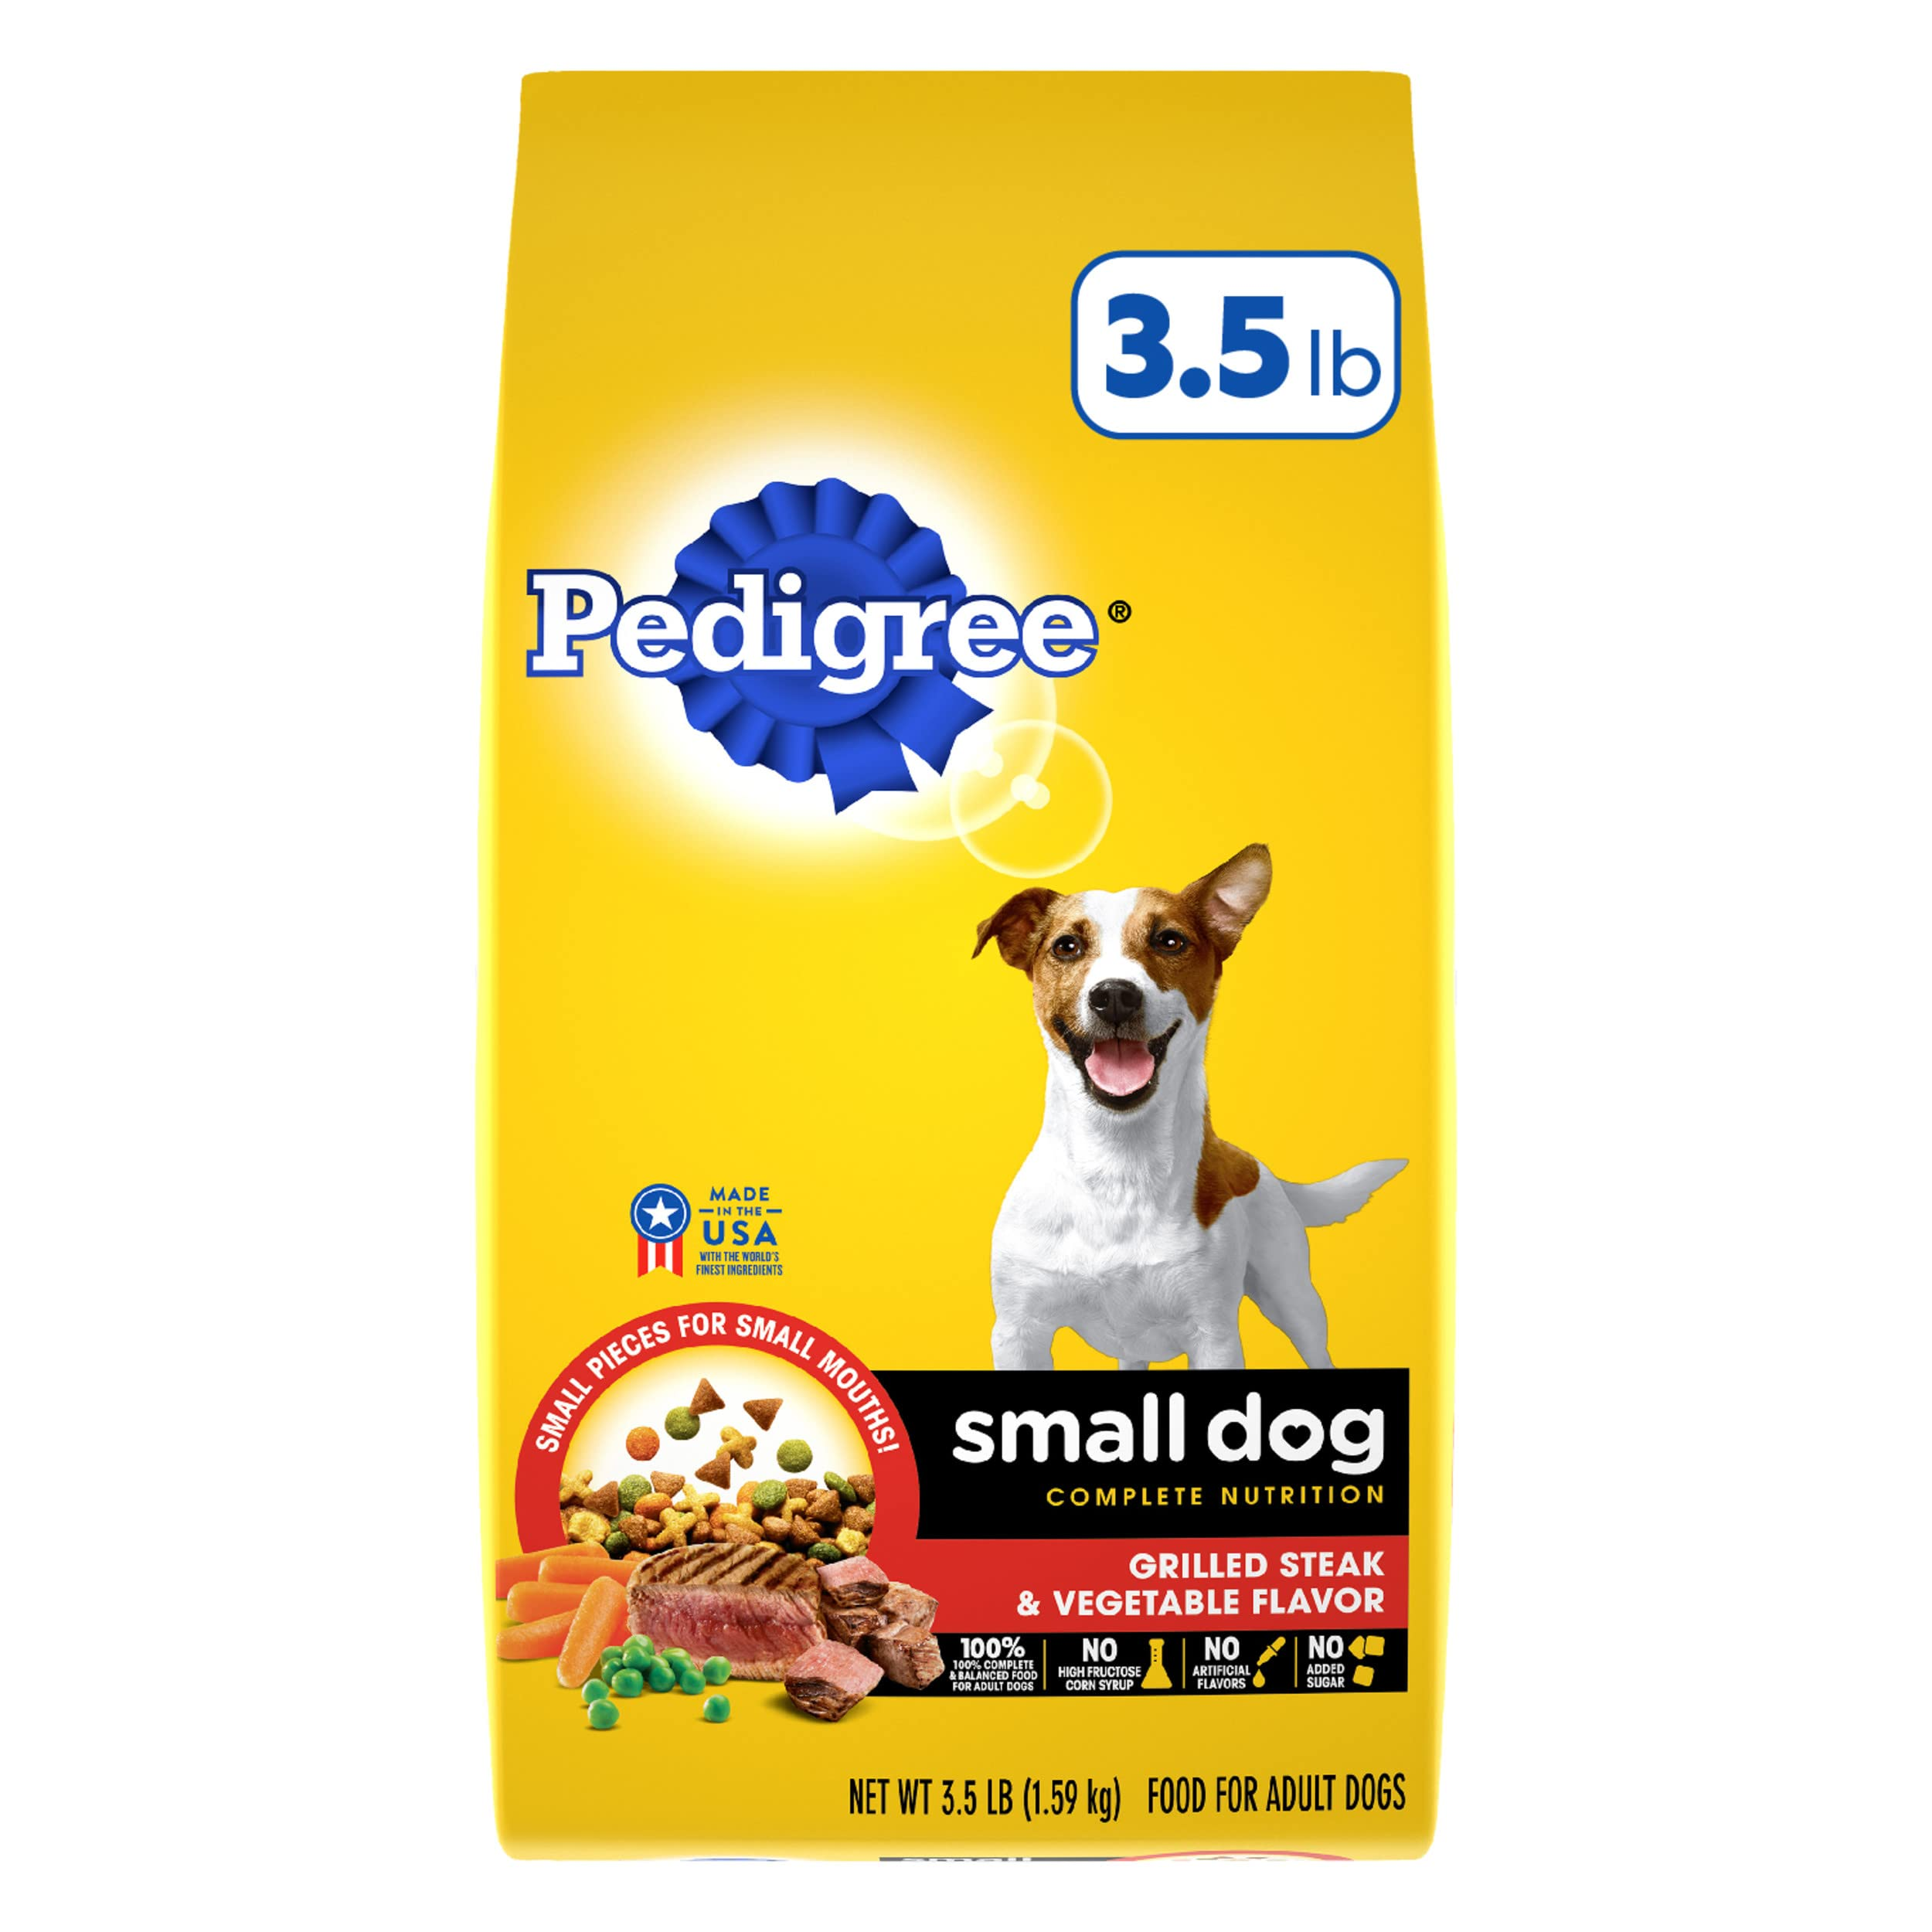 3.5 lb
Pedigree®
MADE
IN THE
USA
WITH THE WORLD'S
FINEST INGREDIENTS
SMALL PIECES FOR SMALL MOUTHS!
small dog
COMPLETE NUTRITION
GRILLED STEAK
& VEGETABLE FLAVOR
100%
100% COMPLETE
& BALANCED FOOD
FOR ADULT DOGS
NO
HIGH FRUCTOSE
CORN SYRUP
NO
ARTIFICIAL
FLAVORS
NO
ADDED
SUGAR
NET WT 3.5 LB (1.59 kg) FOOD FOR ADULT DOGS